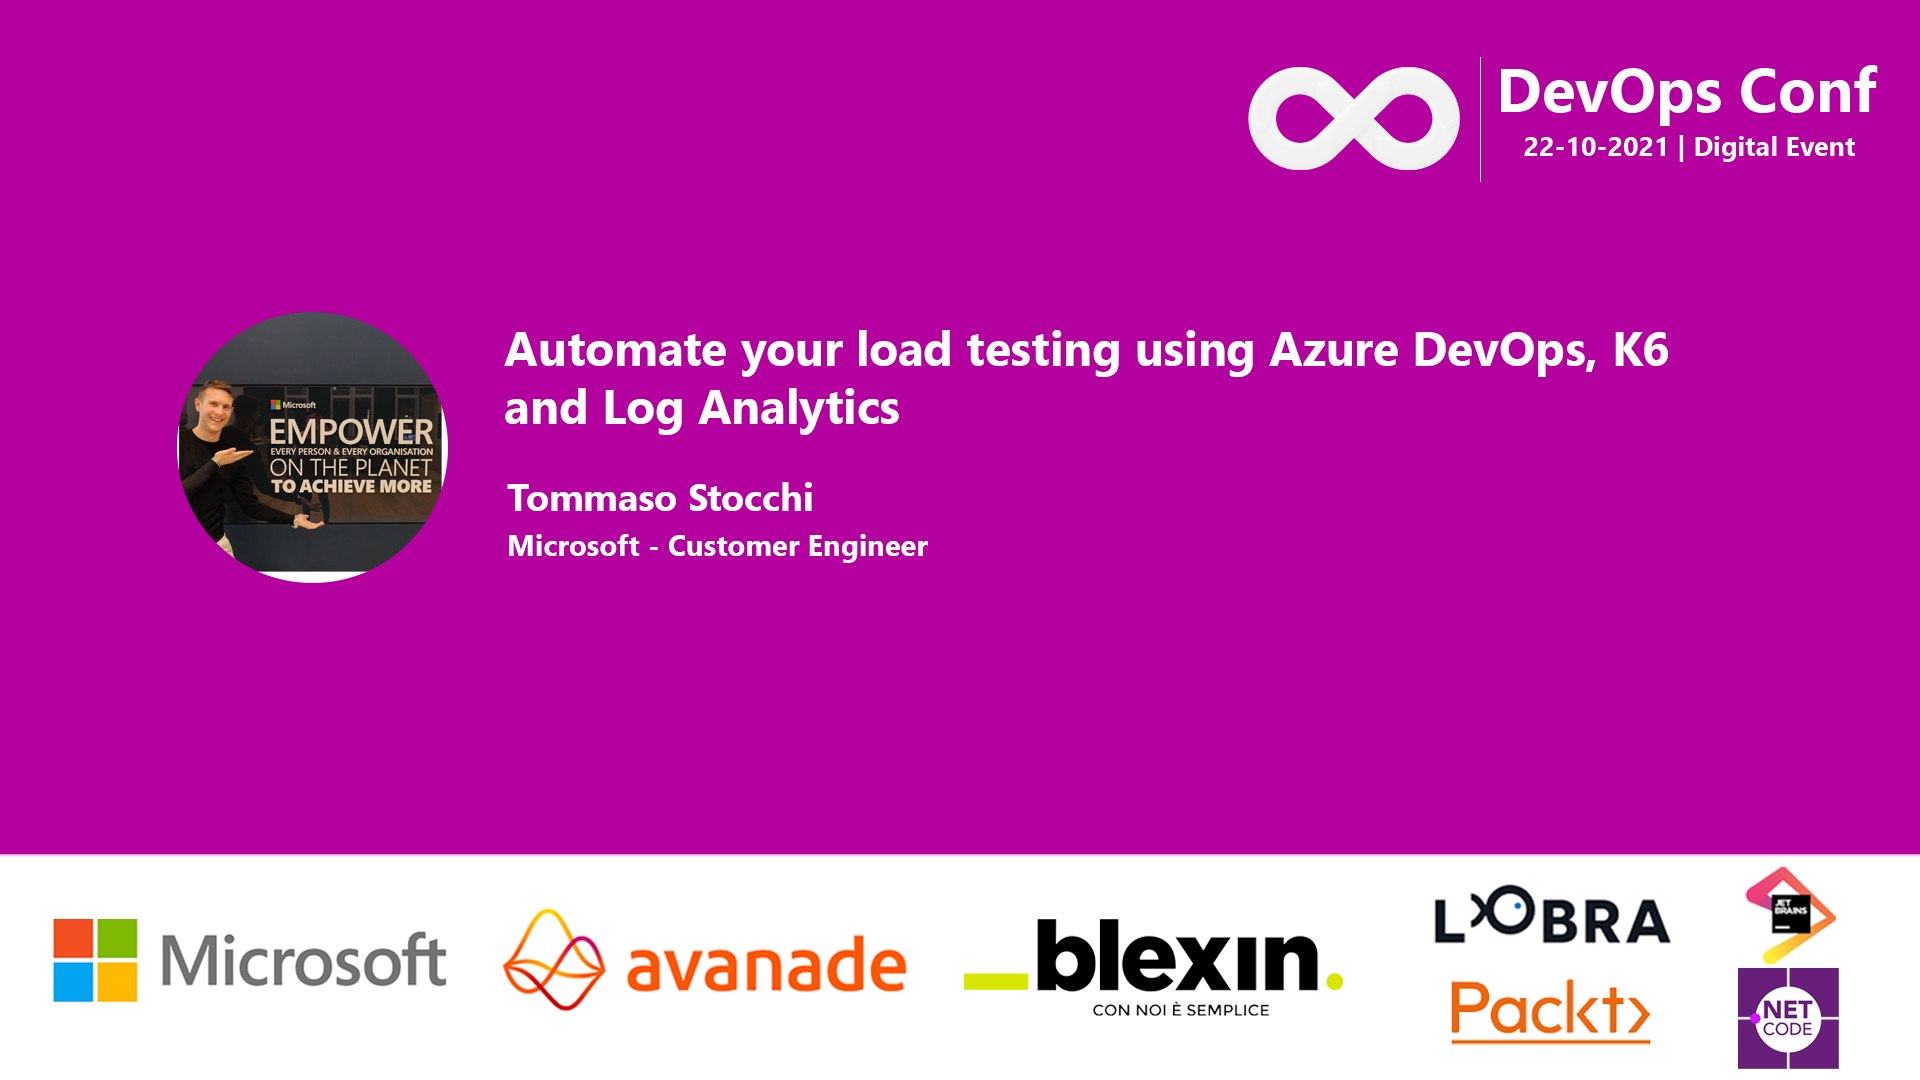 DevOps Conf
22-10-2021 | Digital Event
Automate your load testing using Azure DevOps, K6
and Log Analytics
Tommaso Stocchi
Microsoft - Customer Engineer
Microsoft
EMPOWER
EVERY PERSON & EVERY ORGANISATION
ON THE PLANET
TO ACHIEVE MORE
Microsoft
avanade
blexın.
CON NOI È SEMPLICE
LOBRA
Packt
JET
BRAINS
NET
CODE